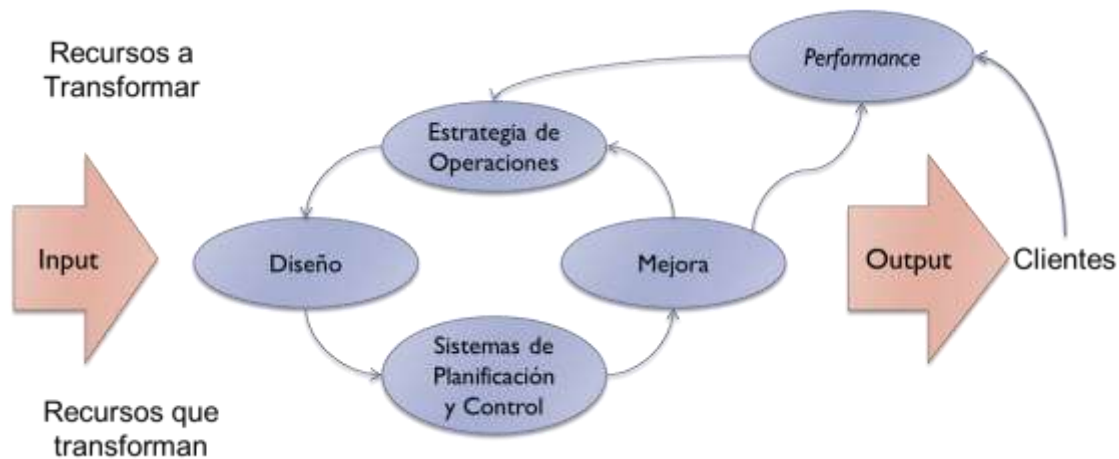 Recursos a
Transformar
Performance
Estrategia de
Operaciones
Input
Diseño
Mejora
Output
Clientes
Sistemas de
Planificación
y Control
Recursos que
transforman